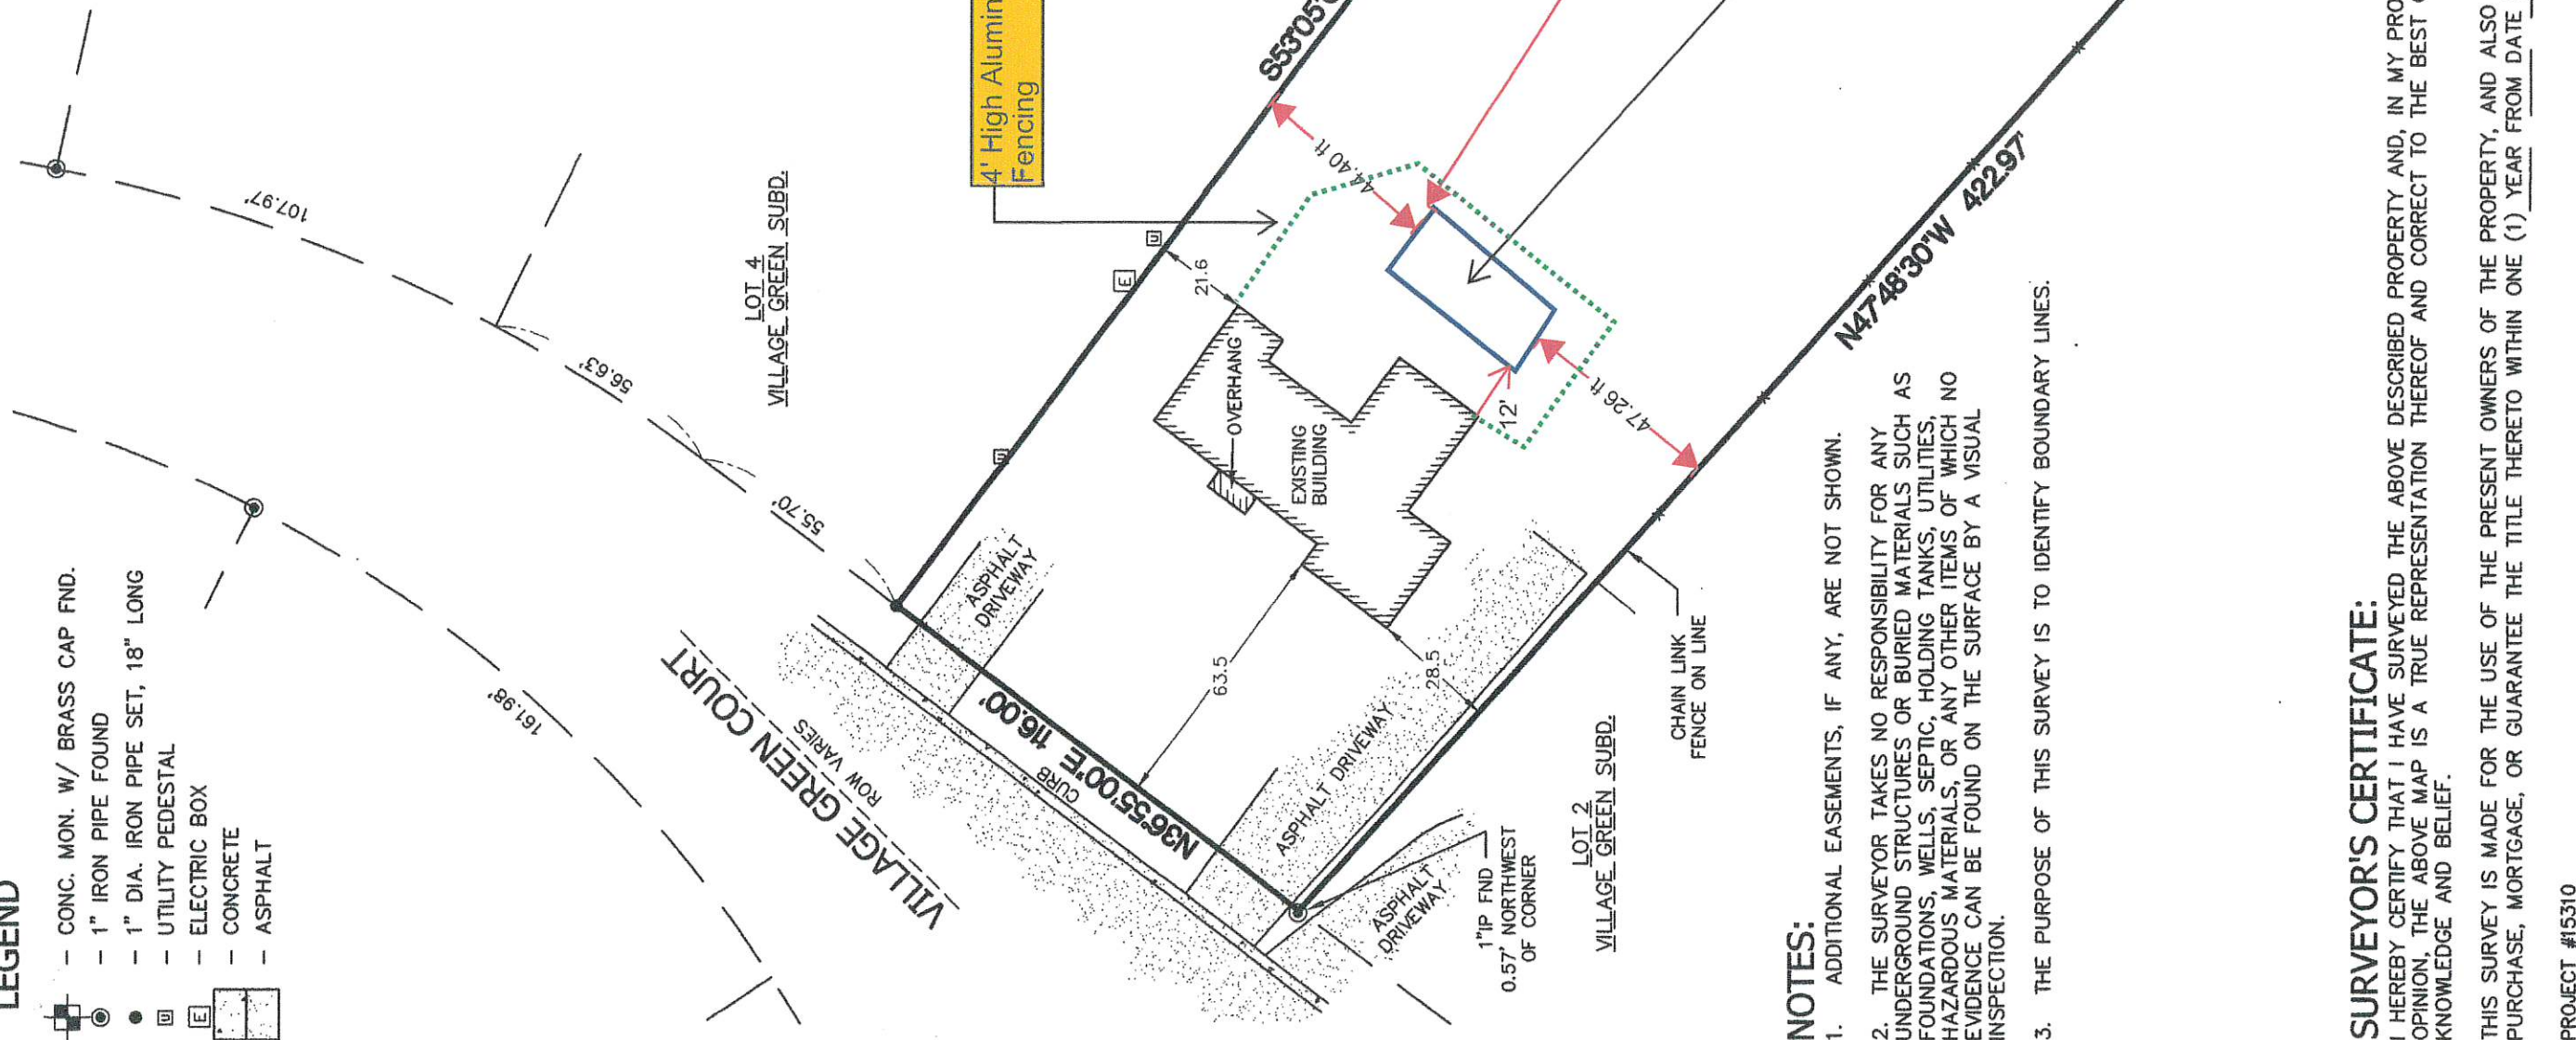 LEGEND
- CONC. MON. W/ BRASS CAP FND.
- 1" IRON PIPE FOUND
- 1" DIA. IRON PIPE SET, 18" LONG
U - UTILITY PEDESTAL
E - ELECTRIC BOX
- CONCRETE
- ASPHALT
107.97'
56.63'
55.70'
161.98'
LOT 4
VILLAGE GREEN SUBD.
4' High Alumin
Fencing
S53°05'
U
E
U
21.6
44.40 ft
OVERHANG
EXISTING
BUILDING
12'
47.26 ft
N47°48'30"W 422.97'
ASPHALT
DRIVEWAY
63.5
28.5
VILLAGE GREEN COURT
ROW VARIES
CURB
N36°55'00"E 116.00'
ASPHALT DRIVEWAY
ASPHALT
DRIVEWAY
CHAIN LINK
FENCE ON LINE
1"IP FND
0.57' NORTHWEST
OF CORNER
LOT 2
VILLAGE GREEN SUBD.
NOTES:
1. ADDITIONAL EASEMENTS, IF ANY, ARE NOT SHOWN.
2. THE SURVEYOR TAKES NO RESPONSIBILITY FOR ANY
UNDERGROUND STRUCTURES OR BURIED MATERIALS SUCH AS
FOUNDATIONS, WELLS, SEPTIC, HOLDING TANKS, UTILITIES,
HAZARDOUS MATERIALS, OR ANY OTHER ITEMS OF WHICH NO
EVIDENCE CAN BE FOUND ON THE SURFACE BY A VISUAL
INSPECTION.
3. THE PURPOSE OF THIS SURVEY IS TO IDENTIFY BOUNDARY LINES.
SURVEYOR'S CERTIFICATE:
I HEREBY CERTIFY THAT I HAVE SURVEYED THE ABOVE DESCRIBED PROPERTY AND, IN MY PRO
OPINION, THE ABOVE MAP IS A TRUE REPRESENTATION THEREOF AND CORRECT TO THE BEST
KNOWLEDGE AND BELIEF.
THIS SURVEY IS MADE FOR THE USE OF THE PRESENT OWNERS OF THE PROPERTY, AND ALSO
PURCHASE, MORTGAGE, OR GUARANTEE THE TITLE THERETO WITHIN ONE (1) YEAR FROM DATE
PROJECT #15310